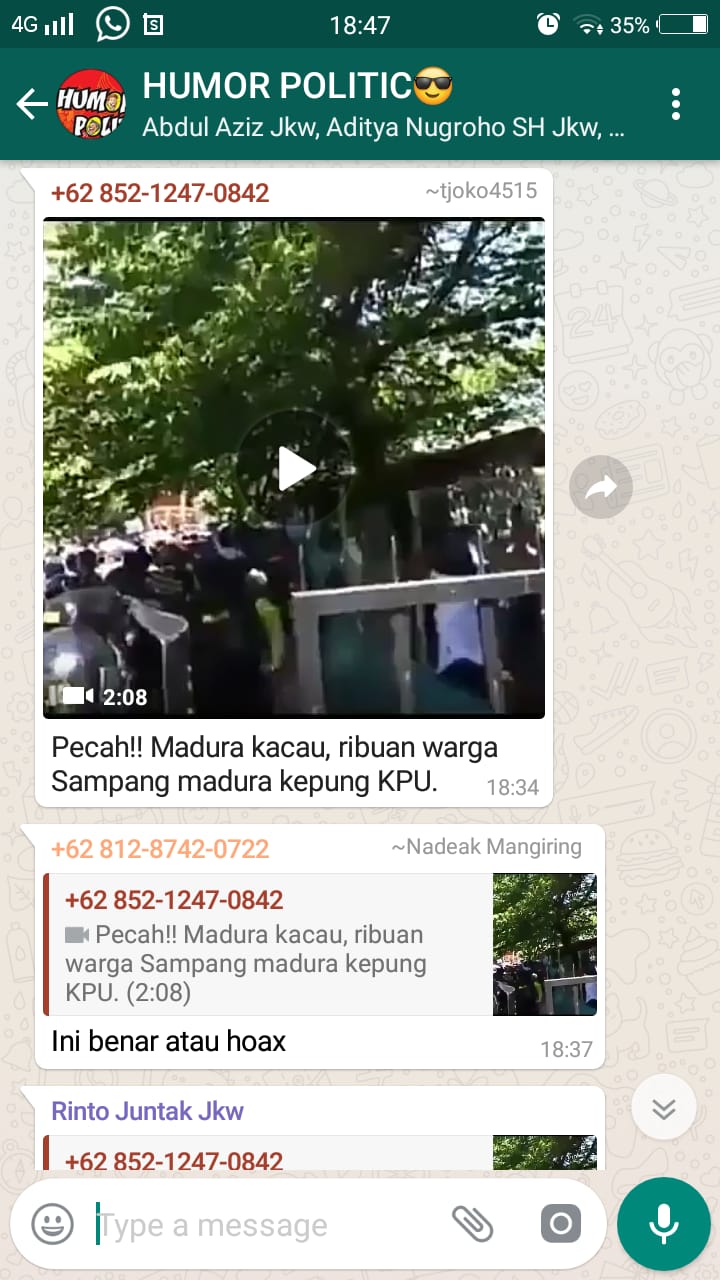 4G
S
18:47
35%
HUMOR POLITIC😎
HUMO
POLI
Abdul Aziz Jkw, Aditya Nugroho SH Jkw, ...
+62 852-1247-0842
~tjoko4515
2:08
Pecah!! Madura kacau, ribuan warga
Sampang madura kepung KPU.
18:34
+62 812-8742-0722
~Nadeak Mangiring
+62 852-1247-0842
Pecah!! Madura kacau, ribuan
warga Sampang madura kepung
KPU. (2:08)
Ini benar atau hoax
18:37
Rinto Juntak Jkw
+62 852-1247-0842
Type a message